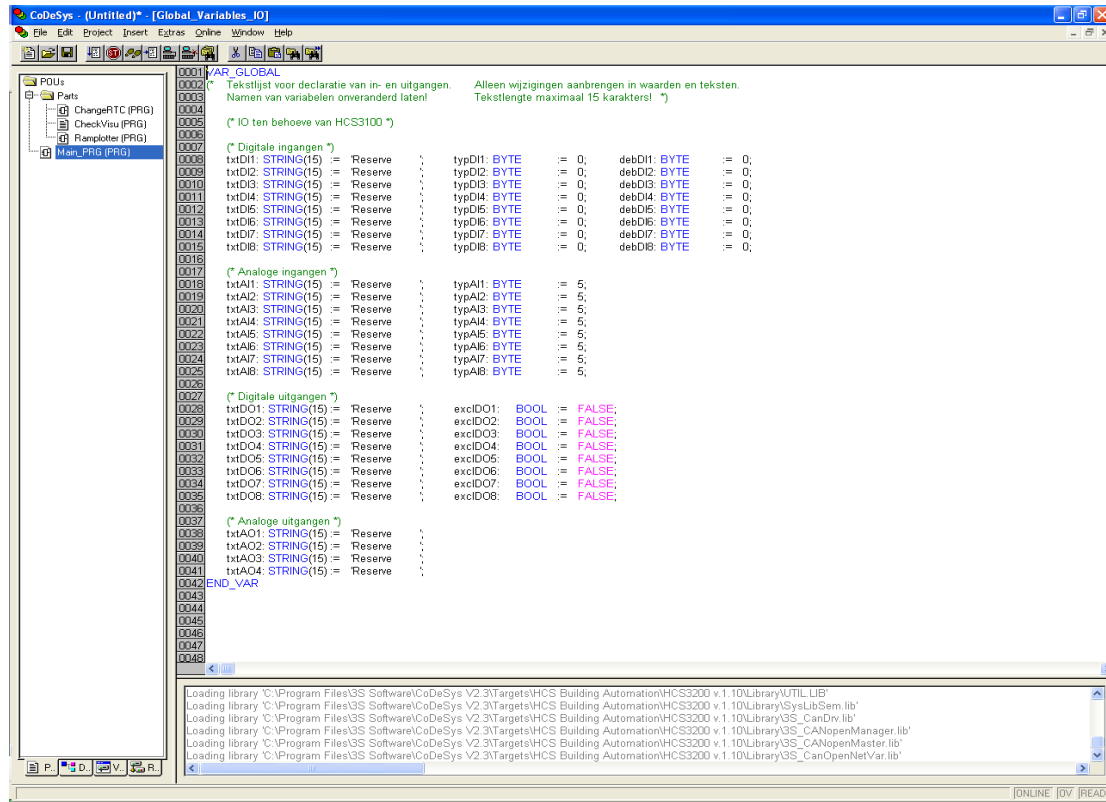 CoDeSys - (Untitled)* - [Global_Variables_IO]
File Edit Project Insert Extras Online Window Help
POUs
Parts
ChangeRTC (PRG)
CheckVisu (PRG)
Ramplotter (PRG)
Main_PRG (PRG)
0001 VAR_GLOBAL
0002 (* Tekstlijst voor declaratie van in- en uitgangen. Alleen wijzigingen aanbrengen in waarden en teksten.
0003 Namen van variabelen onveranderd laten! Tekstlengte maximaal 15 karakters! *)
0004
0005 (* IO ten behoeve van HCS3100 *)
0006
0007 (* Digitale ingangen *)
0008 txtDI1: STRING(15) := 'Reserve '; typDI1: BYTE := 0; debDI1: BYTE := 0;
0009 txtDI2: STRING(15) := 'Reserve '; typDI2: BYTE := 0; debDI2: BYTE := 0;
0010 txtDI3: STRING(15) := 'Reserve '; typDI3: BYTE := 0; debDI3: BYTE := 0;
0011 txtDI4: STRING(15) := 'Reserve '; typDI4: BYTE := 0; debDI4: BYTE := 0;
0012 txtDI5: STRING(15) := 'Reserve '; typDI5: BYTE := 0; debDI5: BYTE := 0;
0013 txtDI6: STRING(15) := 'Reserve '; typDI6: BYTE := 0; debDI6: BYTE := 0;
0014 txtDI7: STRING(15) := 'Reserve '; typDI7: BYTE := 0; debDI7: BYTE := 0;
0015 txtDI8: STRING(15) := 'Reserve '; typDI8: BYTE := 0; debDI8: BYTE := 0;
0016
0017 (* Analoge ingangen *)
0018 txtAI1: STRING(15) := 'Reserve '; typAI1: BYTE := 5;
0019 txtAI2: STRING(15) := 'Reserve '; typAI2: BYTE := 5;
0020 txtAI3: STRING(15) := 'Reserve '; typAI3: BYTE := 5;
0021 txtAI4: STRING(15) := 'Reserve '; typAI4: BYTE := 5;
0022 txtAI5: STRING(15) := 'Reserve '; typAI5: BYTE := 5;
0023 txtAI6: STRING(15) := 'Reserve '; typAI6: BYTE := 5;
0024 txtAI7: STRING(15) := 'Reserve '; typAI7: BYTE := 5;
0025 txtAI8: STRING(15) := 'Reserve '; typAI8: BYTE := 5;
0026
0027 (* Digitale uitgangen *)
0028 txtDO1: STRING(15) := 'Reserve '; exclDO1: BOOL := FALSE;
0029 txtDO2: STRING(15) := 'Reserve '; exclDO2: BOOL := FALSE;
0030 txtDO3: STRING(15) := 'Reserve '; exclDO3: BOOL := FALSE;
0031 txtDO4: STRING(15) := 'Reserve '; exclDO4: BOOL := FALSE;
0032 txtDO5: STRING(15) := 'Reserve '; exclDO5: BOOL := FALSE;
0033 txtDO6: STRING(15) := 'Reserve '; exclDO6: BOOL := FALSE;
0034 txtDO7: STRING(15) := 'Reserve '; exclDO7: BOOL := FALSE;
0035 txtDO8: STRING(15) := 'Reserve '; exclDO8: BOOL := FALSE;
0036
0037 (* Analoge uitgangen *)
0038 txtAO1: STRING(15) := 'Reserve ';
0039 txtAO2: STRING(15) := 'Reserve ';
0040 txtAO3: STRING(15) := 'Reserve ';
0041 txtAO4: STRING(15) := 'Reserve ';
0042 END_VAR
0043
0044
0045
0046
0047
0048
Loading library 'C:\Program Files\3S Software\CoDeSys V2.3\Targets\HCS Building Automation\HCS3200 v.1.10\Library\UTIL.LIB'
Loading library 'C:\Program Files\3S Software\CoDeSys V2.3\Targets\HCS Building Automation\HCS3200 v.1.10\Library\SysLibSem.lib'
Loading library 'C:\Program Files\3S Software\CoDeSys V2.3\Targets\HCS Building Automation\HCS3200 v.1.10\Library\3S_CanDrv.lib'
Loading library 'C:\Program Files\3S Software\CoDeSys V2.3\Targets\HCS Building Automation\HCS3200 v.1.10\Library\3S_CANopenManager.lib'
Loading library 'C:\Program Files\3S Software\CoDeSys V2.3\Targets\HCS Building Automation\HCS3200 v.1.10\Library\3S_CANopenMaster.lib'
Loading library 'C:\Program Files\3S Software\CoDeSys V2.3\Targets\HCS Building Automation\HCS3200 v.1.10\Library\3S_CanOpenNetVar.lib'
P.. D.. V.. R..
ONLINE OV READ